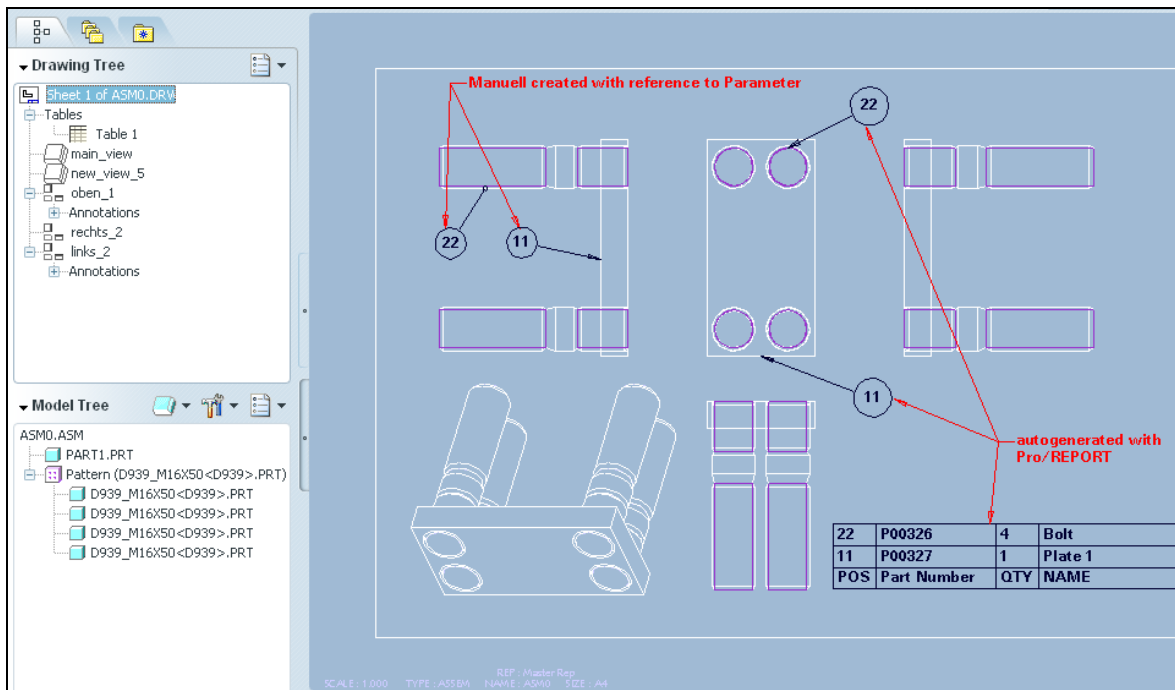 Drawing Tree
Sheet 1 of ASM0.DRW
Tables
Table 1
main_view
new_view_5
oben_1
Annotations
rechts_2
links_2
Annotations
Model Tree
ASM0.ASM
PART1.PRT
Pattern (D939_M16X50<D939>.PRT)
D939_M16X50<D939>.PRT
D939_M16X50<D939>.PRT
D939_M16X50<D939>.PRT
D939_M16X50<D939>.PRT
Manuell created with reference to Parameter
22
22
11
11
autogenerated with
Pro/REPORT
22 P00326 4 Bolt
11 P00327 1 Plate 1
POS Part Number QTY NAME
REP : Master Rep
SCALE : 1.000 TYPE : ASSEM NAME : ASM0 SIZE : A4